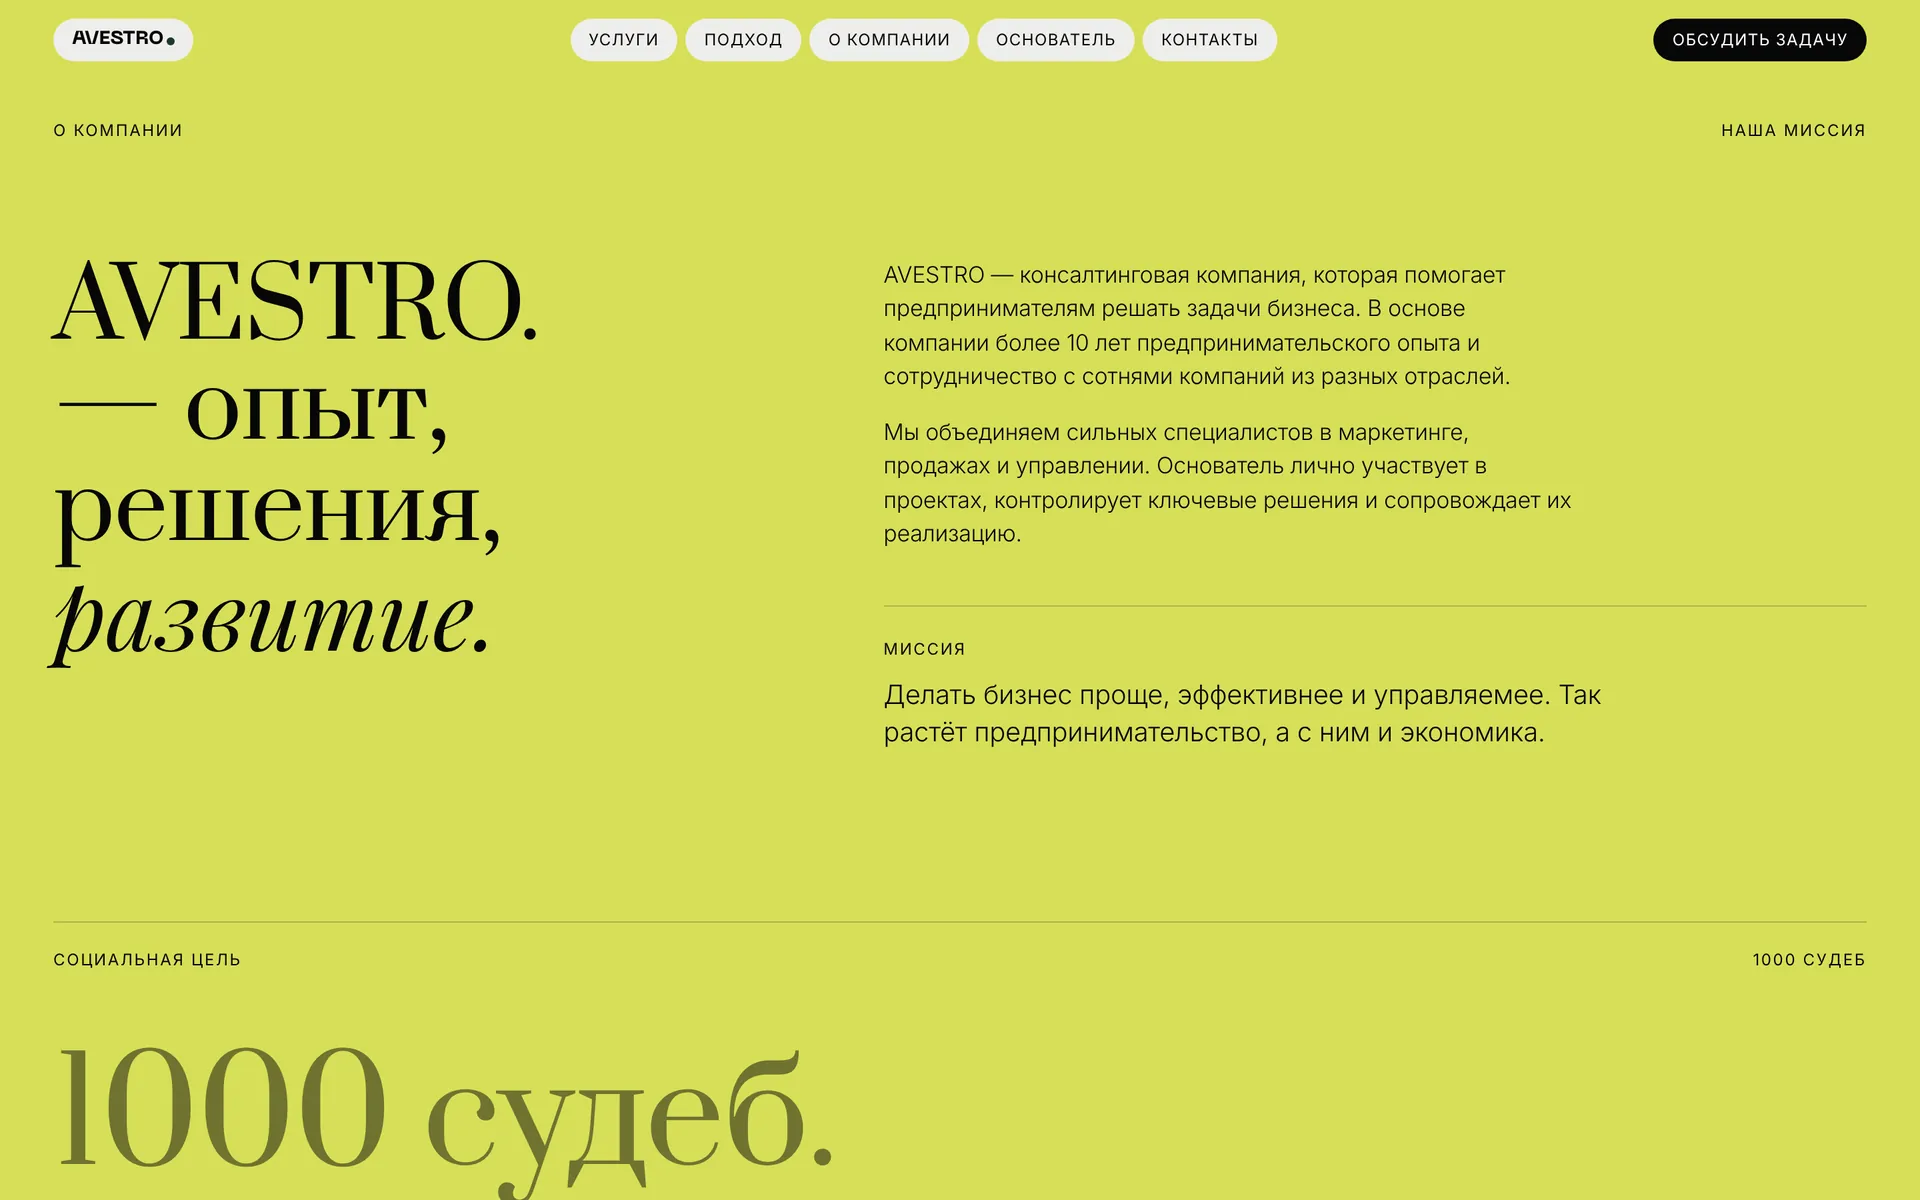 AVESTRO.
УСЛУГИ
ПОДХОД
О КОМПАНИИ
ОСНОВАТЕЛЬ
КОНТАКТЫ
ОБСУДИТЬ ЗАДАЧУ
О КОМПАНИИ
НАША МИССИЯ
AVESTRO.
— опыт,
решения,
развитие.
AVESTRO — консалтинговая компания, которая помогает
предпринимателям решать задачи бизнеса. В основе
компании более 10 лет предпринимательского опыта и
сотрудничество с сотнями компаний из разных отраслей.
Мы объединяем сильных специалистов в маркетинге,
продажах и управлении. Основатель лично участвует в
проектах, контролирует ключевые решения и сопровождает их
реализацию.
МИССИЯ
Делать бизнес проще, эффективнее и управляемее. Так
растёт предпринимательство, а с ним и экономика.
СОЦИАЛЬНАЯ ЦЕЛЬ
1000 СУДЕБ
1000 судеб.